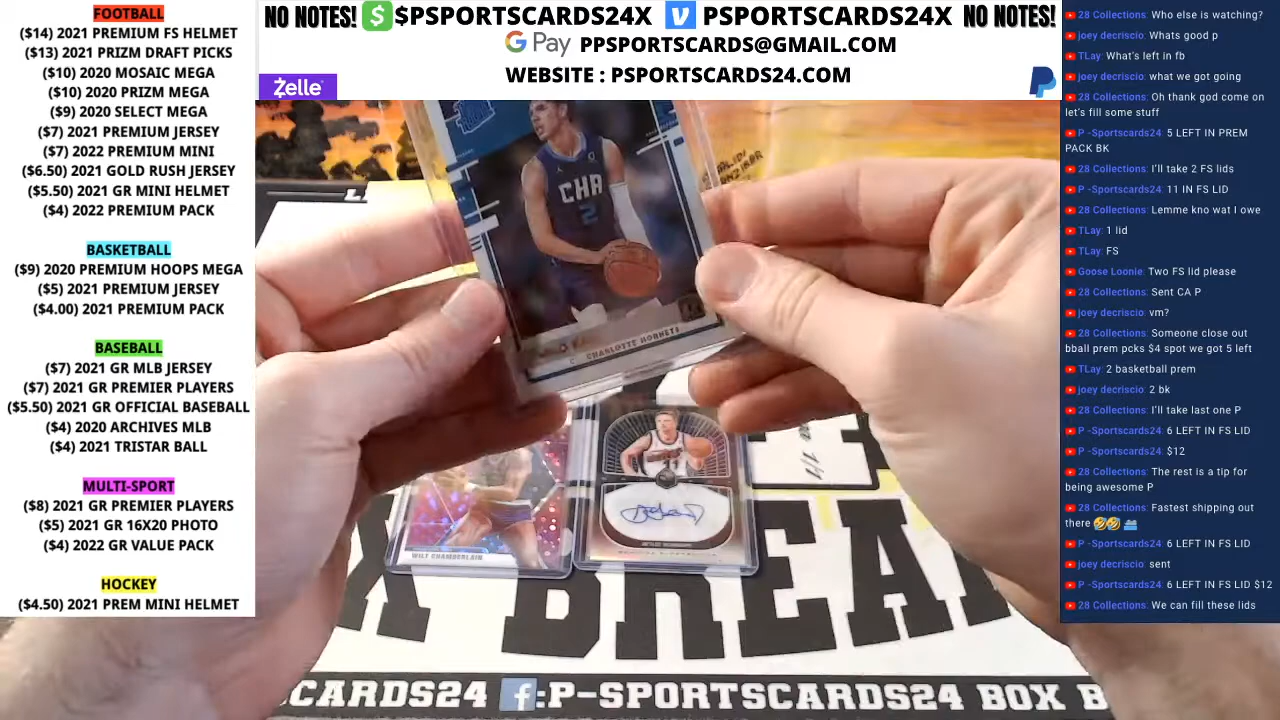 FOOTBALL
($14) 2021 PREMIUM FS HELMET
($13) 2021 PRIZM DRAFT PICKS
($10) 2020 MOSAIC MEGA
($10) 2020 PRIZM MEGA
($9) 2020 SELECT MEGA
($7) 2021 PREMIUM JERSEY
($7) 2022 PREMIUM MINI
($6.50) 2021 GOLD RUSH JERSEY
($5.50) 2021 GR MINI HELMET
($4) 2022 PREMIUM PACK
BASKETBALL
($9) 2020 PREMIUM HOOPS MEGA
($5) 2021 PREMIUM JERSEY
($4.00) 2021 PREMIUM PACK
BASEBALL
($7) 2021 GR MLB JERSEY
($7) 2021 GR PREMIER PLAYERS
($5.50) 2021 GR OFFICIAL BASEBALL
($4) 2020 ARCHIVES MLB
($4) 2021 TRISTAR BALL
MULTI-SPORT
($8) 2021 GR PREMIER PLAYERS
($5) 2021 GR 16X20 PHOTO
($4) 2022 GR VALUE PACK
HOCKEY
($4.50) 2021 PREM MINI HELMET
NO NOTES! $ $PSPORTSCARDS24X V PSPORTSCARDS24X NO NOTES!
G Pay PPSPORTSCARDS@GMAIL.COM
WEBSITE : PSPORTSCARDS24.COM
Zelle
CHA
2
CHARLOTTE HORNETS
WILT CHAMBERLAIN
1/1
X BREAK
CARDS24 f:P-SPORTSCARDS24 BOX B
28 Collections: Who else is watching?
joey decriscio: Whats good p
TLay: What's left in fb
joey decriscio: what we got going
28 Collections: Oh thank god come on
let's fill some stuff
P -Sportscards24: 5 LEFT IN PREM
PACK BK
28 Collections: I'll take 2 FS lids
P -Sportscards24: 11 IN FS LID
28 Collections: Lemme kno wat I owe
TLay: 1 lid
TLay: FS
Goose Loonie: Two FS lid please
28 Collections: Sent CA P
joey decriscio: vm?
28 Collections: Someone close out
bball prem pcks $4 spot we got 5 left
TLay: 2 basketball prem
joey decriscio: 2 bk
28 Collections: I'll take last one P
P -Sportscards24: 6 LEFT IN FS LID
P -Sportscards24: $12
28 Collections: The rest is a tip for
being awesome P
28 Collections: Fastest shipping out
there 🤣🤣🚢
P -Sportscards24: 6 LEFT IN FS LID
joey decriscio: sent
P -Sportscards24: 6 LEFT IN FS LID $12
28 Collections: We can fill these lids